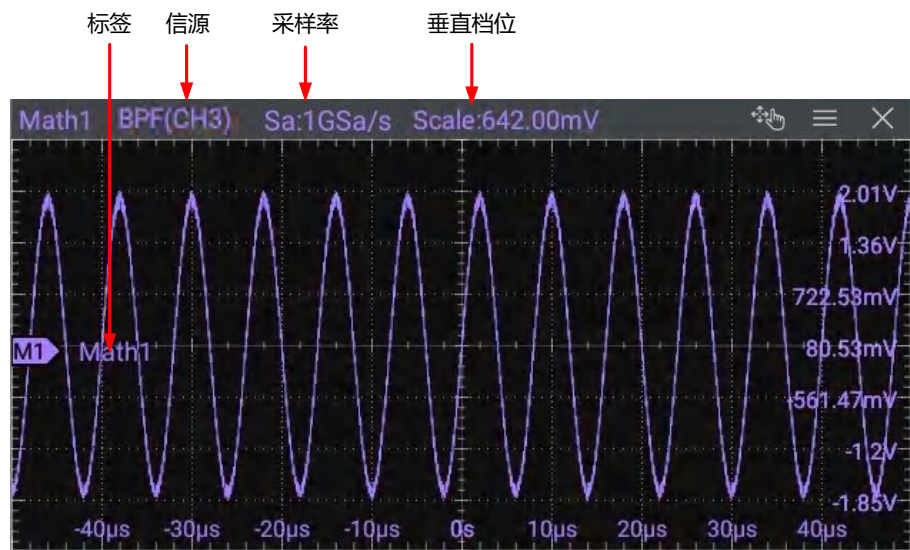 标签 信源 采样率 垂直档位
Math1 BPF(CH3) Sa:1GSa/s Scale:642.00mV
2.01V
1.36V
722.53mV
M1 Math1 80.53mV
-561.47mV
-1.2V
-1.85V
-40μs -30μs -20μs -10μs 0s 10μs 20μs 30μs 40μs